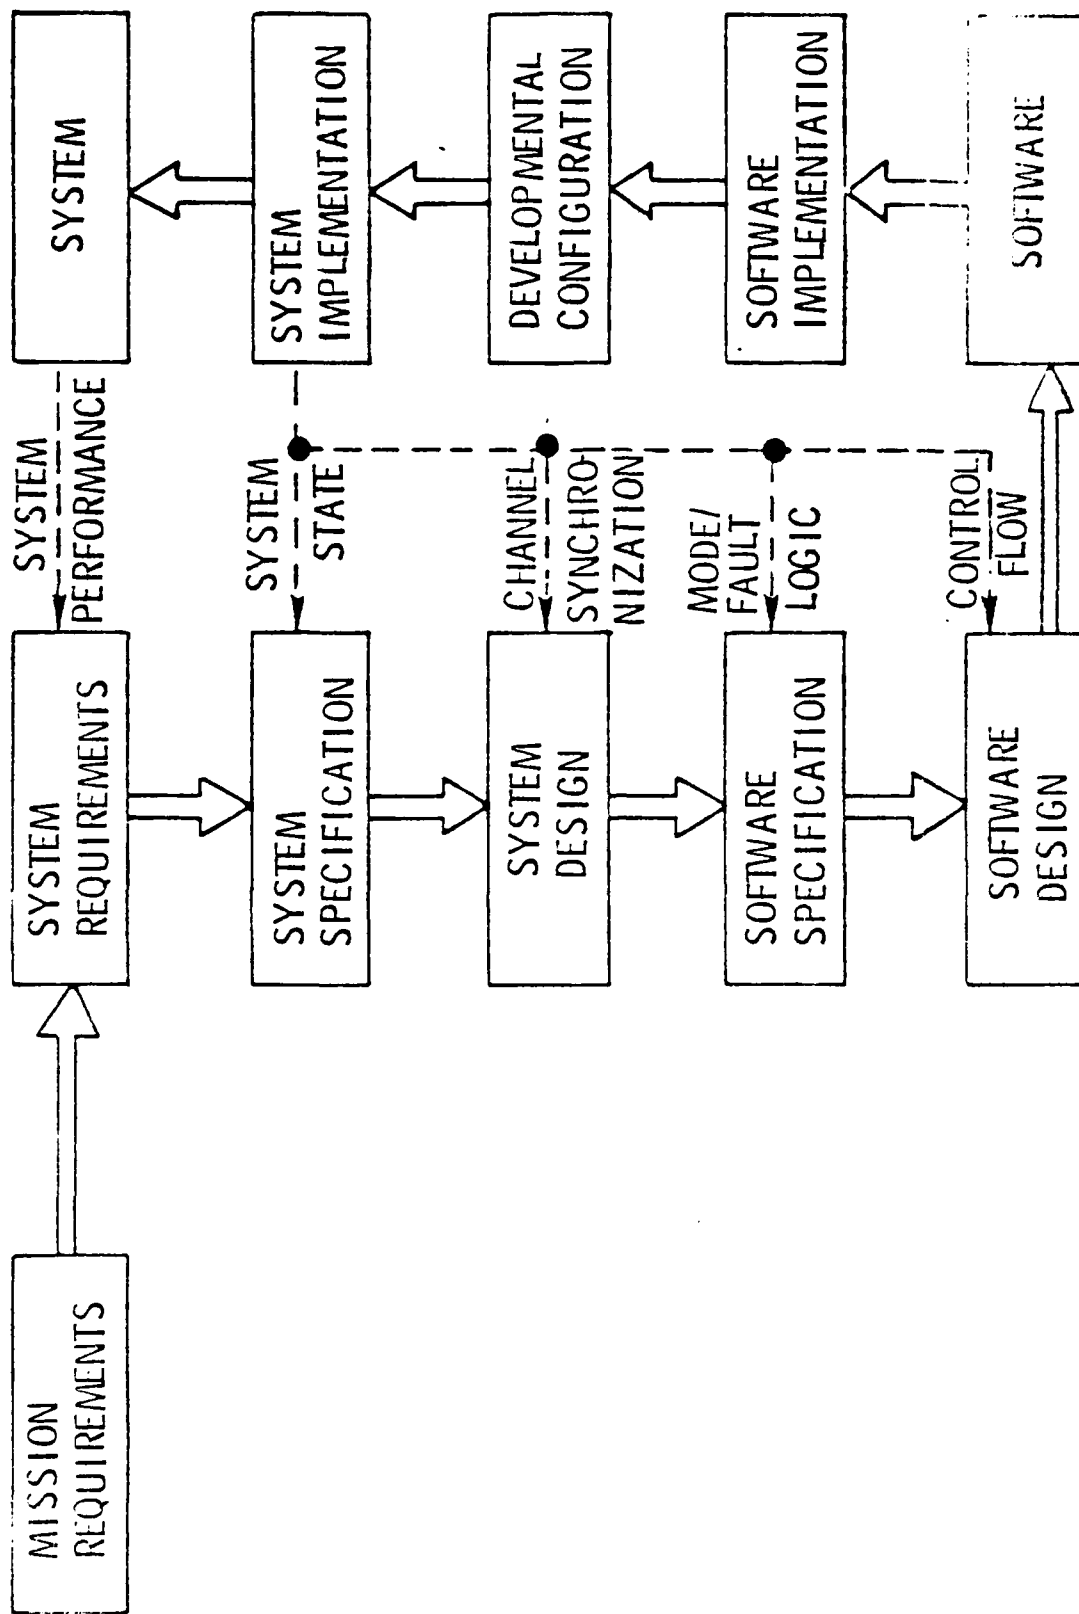 MISSION
REQUIREMENTS
SYSTEM
REQUIREMENTS
SYSTEM
PERFORMANCE
SYSTEM
SYSTEM
SPECIFICATION
SYSTEM
STATE
SYSTEM
IMPLEMENTATION
SYSTEM
DESIGN
CHANNEL
SYNCHRO-
NIZATION
DEVELOPMENTAL
CONFIGURATION
SOFTWARE
SPECIFICATION
MODE/
FAULT
LOGIC
SOFTWARE
IMPLEMENTATION
SOFTWARE
DESIGN
CONTROL
FLOW
SOFTWARE